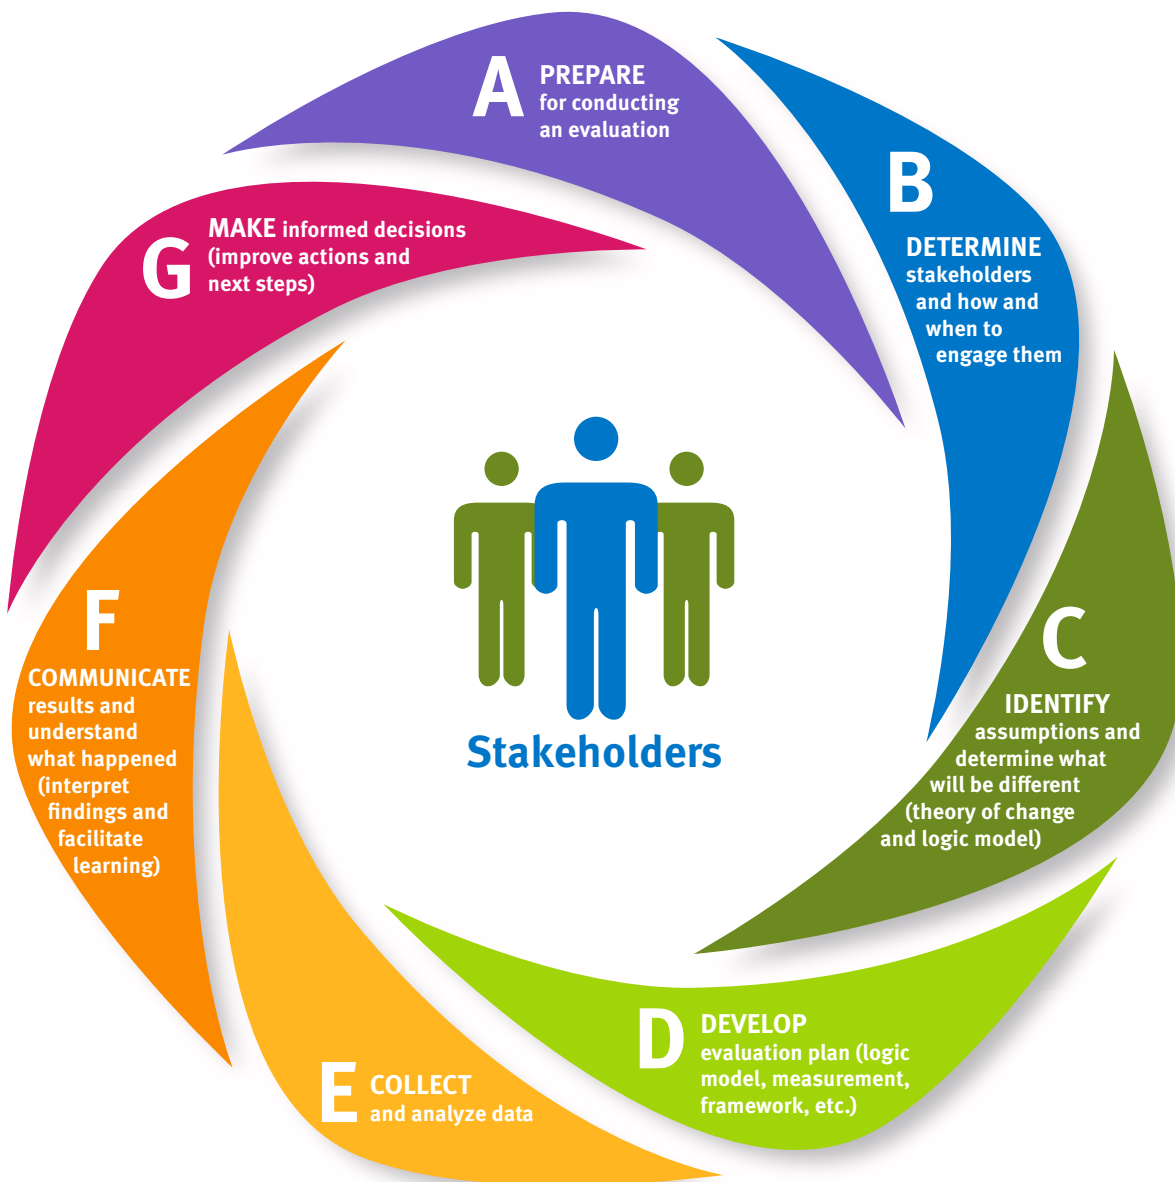 A
PREPARE
for conducting
an evaluation
B
DETERMINE
stakeholders
and how and
when to
engage them
C
IDENTIFY
assumptions and
determine what
will be different
(theory of change
and logic model)
D
DEVELOP
evaluation plan (logic
model, measurement,
framework, etc.)
E
COLLECT
and analyze data
F
COMMUNICATE
results and
understand
what happened
(interpret
findings and
facilitate
learning)
G
MAKE informed decisions
(improve actions and
next steps)
Stakeholders